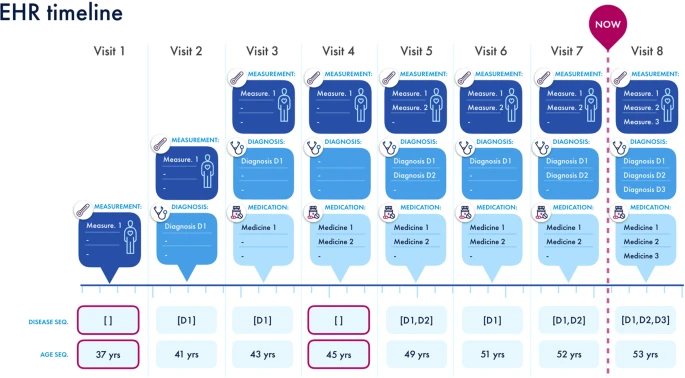 EHR timeline
NOW
Visit 1
Visit 2
Visit 3
Visit 4
Visit 5
Visit 6
Visit 7
Visit 8
MEASUREMENT:
Measure. 1
-
-
MEASUREMENT:
Measure. 1
-
-
DIAGNOSIS:
Diagnosis D1
-
-
MEASUREMENT:
Measure. 1
-
-
DIAGNOSIS:
Diagnosis D1
-
-
MEDICATION:
Medicine 1
-
-
MEASUREMENT:
Measure. 1
-
-
DIAGNOSIS:
-
-
-
MEDICATION:
Medicine 1
Medicine 2
-
MEASUREMENT:
Measure. 1
Measure. 2
-
DIAGNOSIS:
Diagnosis D1
Diagnosis D2
-
MEDICATION:
Medicine 1
Medicine 2
-
MEASUREMENT:
Measure. 1
Measure. 2
-
DIAGNOSIS:
Diagnosis D1
-
-
MEDICATION:
Medicine 1
Medicine 2
-
MEASUREMENT:
Measure. 1
Measure. 2
-
DIAGNOSIS:
Diagnosis D1
Diagnosis D2
-
MEDICATION:
Medicine 1
Medicine 2
-
MEASUREMENT:
Measure. 1
Measure. 2
Measure. 3
DIAGNOSIS:
Diagnosis D1
Diagnosis D2
Diagnosis D3
MEDICATION:
Medicine 1
Medicine 2
Medicine 3
DISEASE SEQ. [ ] [D1] [D1] [ ] [D1,D2] [D1] [D1,D2] [D1,D2,D3]
AGE SEQ. 37 yrs 41 yrs 43 yrs 45 yrs 49 yrs 51 yrs 52 yrs 53 yrs